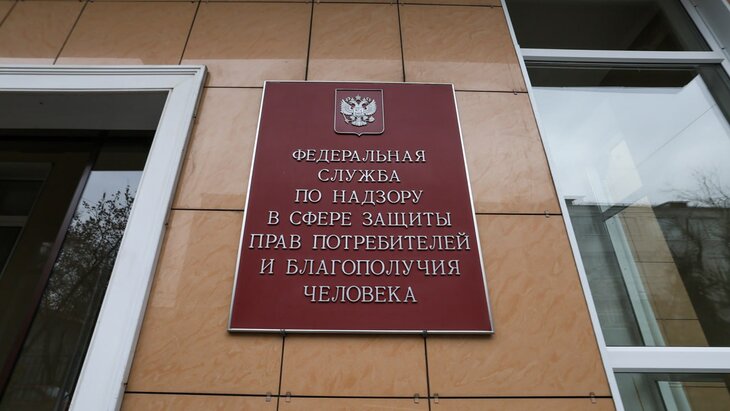 ФЕДЕРАЛЬНАЯ
СЛУЖБА
ПО НАДЗОРУ
В СФЕРЕ ЗАЩИТЫ
ПРАВ ПОТРЕБИТЕЛЕЙ
И БЛАГОПОЛУЧИЯ
ЧЕЛОВЕКА